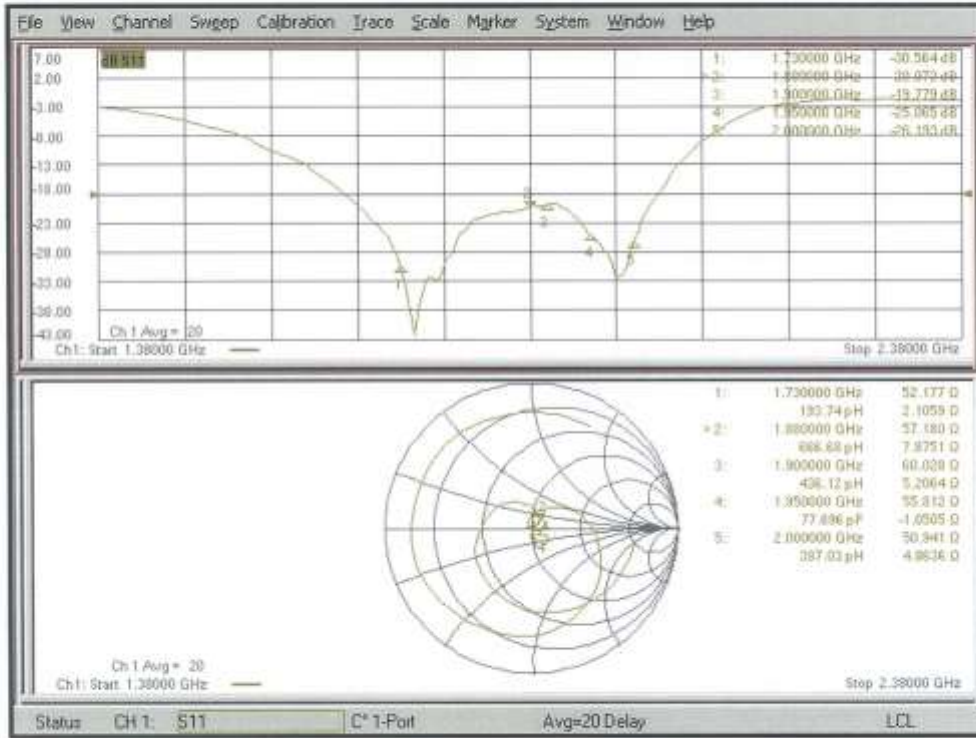 File View Channel Sweep Calibration Trace Scale Marker System Window Help
7.00
2.00
-3.00
-8.00
-13.00
-18.00
-23.00
-28.00
-33.00
-38.00
-43.00
dB S11
1: 1.730000 GHz -30.564 dB
3: 1.900000 GHz -19.779 dB
4: 1.950000 GHz -25.065 dB
2.000000 GHz -26.193 dB
1
3
4
Ch 1 Avg = 20
Ch1: Start 1.38000 GHz
Stop 2.38000 GHz
1: 1.730000 GHz 52.177 Ω
193.74 pH 2.1059 Ω
2: 1.880000 GHz 57.180 Ω
666.68 pH 7.8751 Ω
3: 1.900000 GHz 60.028 Ω
436.12 pH 5.2064 Ω
4: 1.950000 GHz 55.812 Ω
77.696 pF -1.0505 Ω
5: 2.000000 GHz 50.941 Ω
387.03 pH 4.8636 Ω
Ch 1 Avg = 20
Ch1: Start 1.38000 GHz
Stop 2.38000 GHz
Status CH 1: S11 C* 1-Port Avg=20 Delay LCL